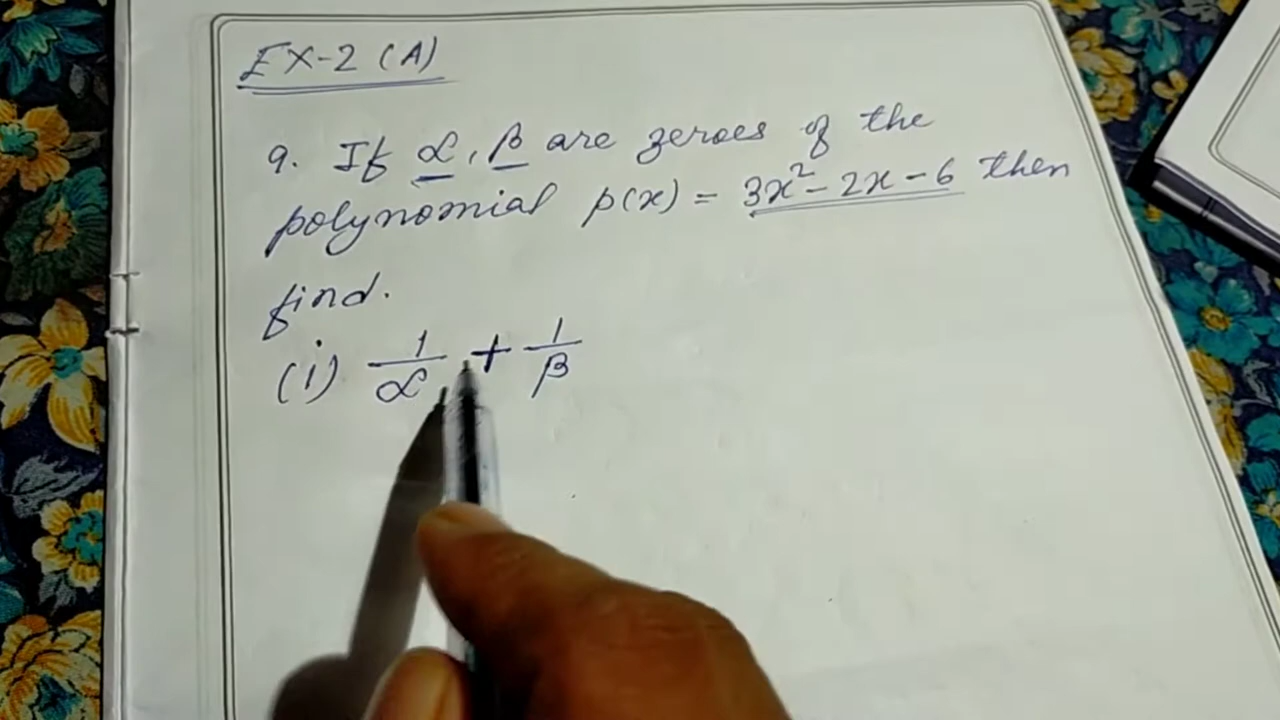 EX-2 (A)
9. If α, β are zeroes of the
polynomial p(x) = 3x² - 2x - 6 then
find.
(i) 1/α + 1/β